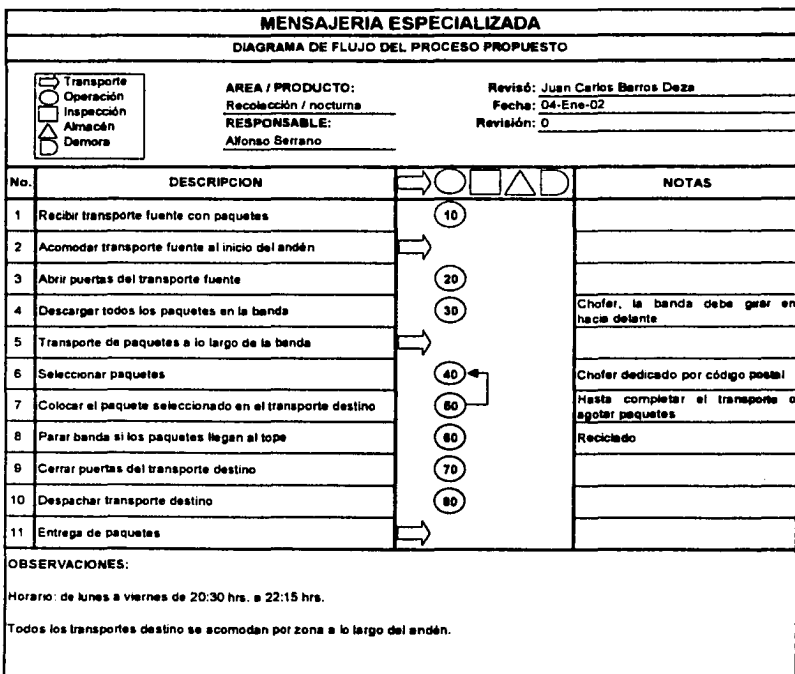 MENSAJERIA ESPECIALIZADA
DIAGRAMA DE FLUJO DEL PROCESO PROPUESTO
Transporte
Operación
Inspección
Almacén
Demora
AREA / PRODUCTO:
Recolección / nocturna
RESPONSABLE:
Alfonso Serrano
Revisó: Juan Carlos Barros Deza
Fecha: 04-Ene-02
Revisión: 0
No. DESCRIPCION NOTAS
1 Recibir transporte fuente con paquetes 10
2 Acomodar transporte fuente al inicio del andén
3 Abrir puertas del transporte fuente 20
4 Descargar todos los paquetes en la banda 30 Chofer, la banda debe girar en
hacia delante
5 Transporte de paquetes a lo largo de la banda
6 Seleccionar paquetes 40 Chofer dedicado por código postal
7 Colocar el paquete seleccionado en el transporte destino 50 Hasta completar el transporte o
agotar paquetes
8 Parar banda si los paquetes llegan al tope 60 Reciclado
9 Cerrar puertas del transporte destino 70
10 Despachar transporte destino 80
11 Entrega de paquetes
OBSERVACIONES:
Horario: de lunes a viernes de 20:30 hrs. a 22:15 hrs.
Todos los transportes destino se acomodan por zona a lo largo del andén.